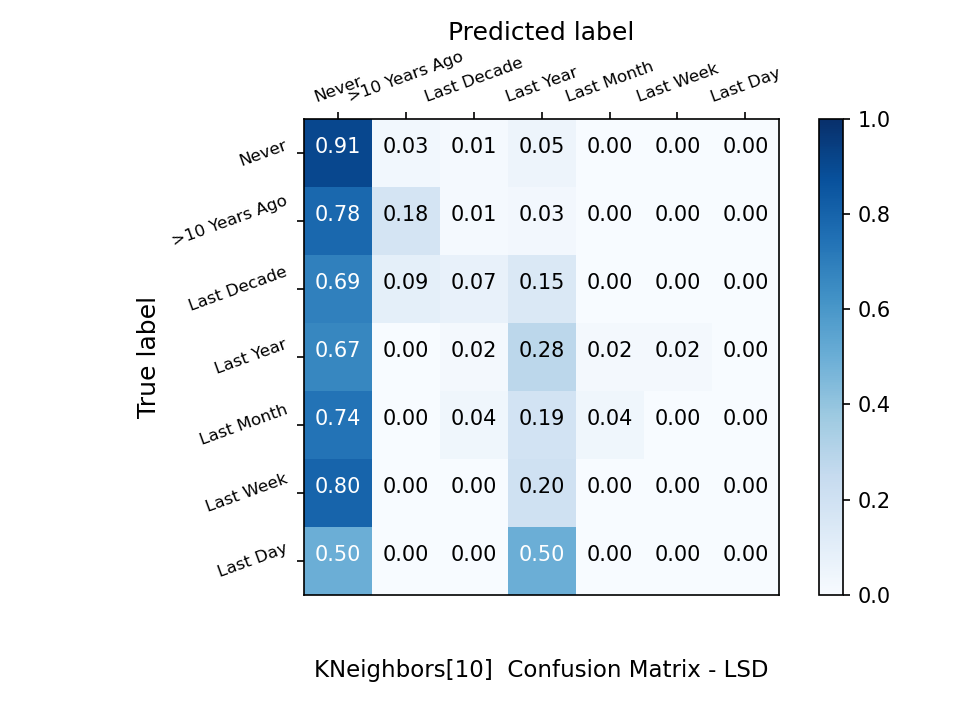 Predicted label
Never >10 Years Ago Last Decade Last Year Last Month Last Week Last Day
True label
Never 0.91 0.03 0.01 0.05 0.00 0.00 0.00
>10 Years Ago 0.78 0.18 0.01 0.03 0.00 0.00 0.00
Last Decade 0.69 0.09 0.07 0.15 0.00 0.00 0.00
Last Year 0.67 0.00 0.02 0.28 0.02 0.02 0.00
Last Month 0.74 0.00 0.04 0.19 0.04 0.00 0.00
Last Week 0.80 0.00 0.00 0.20 0.00 0.00 0.00
Last Day 0.50 0.00 0.00 0.50 0.00 0.00 0.00
1.0
0.8
0.6
0.4
0.2
0.0
KNeighbors[10]  Confusion Matrix - LSD